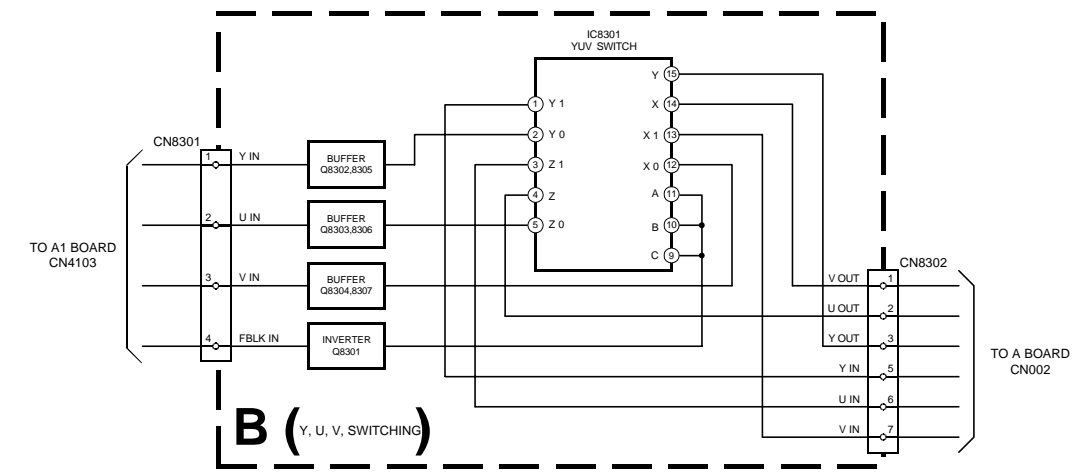 IC8301
YUV SWITCH
1 Y 1
2 Y 0
3 Z 1
4 Z
5 Z 0
Y 15
X 14
X 1 13
X 0 12
A 11
B 10
C 9
CN8301
1 Y IN
2 U IN
3 V IN
4 FBLK IN
BUFFER
Q8302,8305
BUFFER
Q8303,8306
BUFFER
Q8304,8307
INVERTER
Q8301
TO A1 BOARD
CN4103
CN8302
V OUT 1
U OUT 2
Y OUT 3
Y IN 5
U IN 6
V IN 7
TO A BOARD
CN002
B (Y, U, V, SWITCHING)